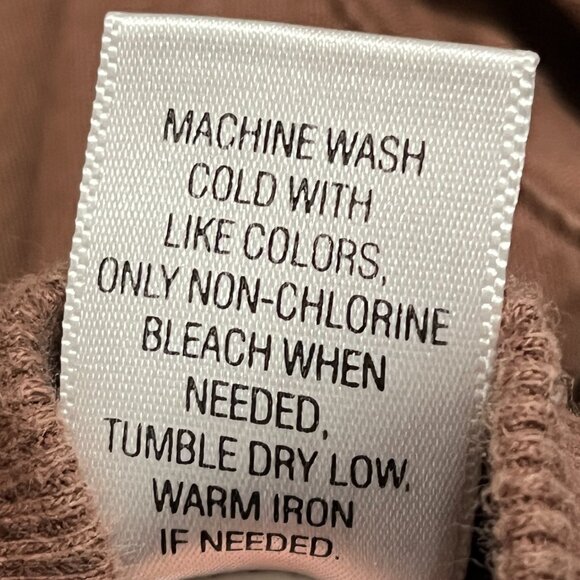 MACHINE WASH
COLD WITH
LIKE COLORS,
ONLY NON-CHLORINE
BLEACH WHEN
NEEDED,
TUMBLE DRY LOW,
WARM IRON
IF NEEDED.